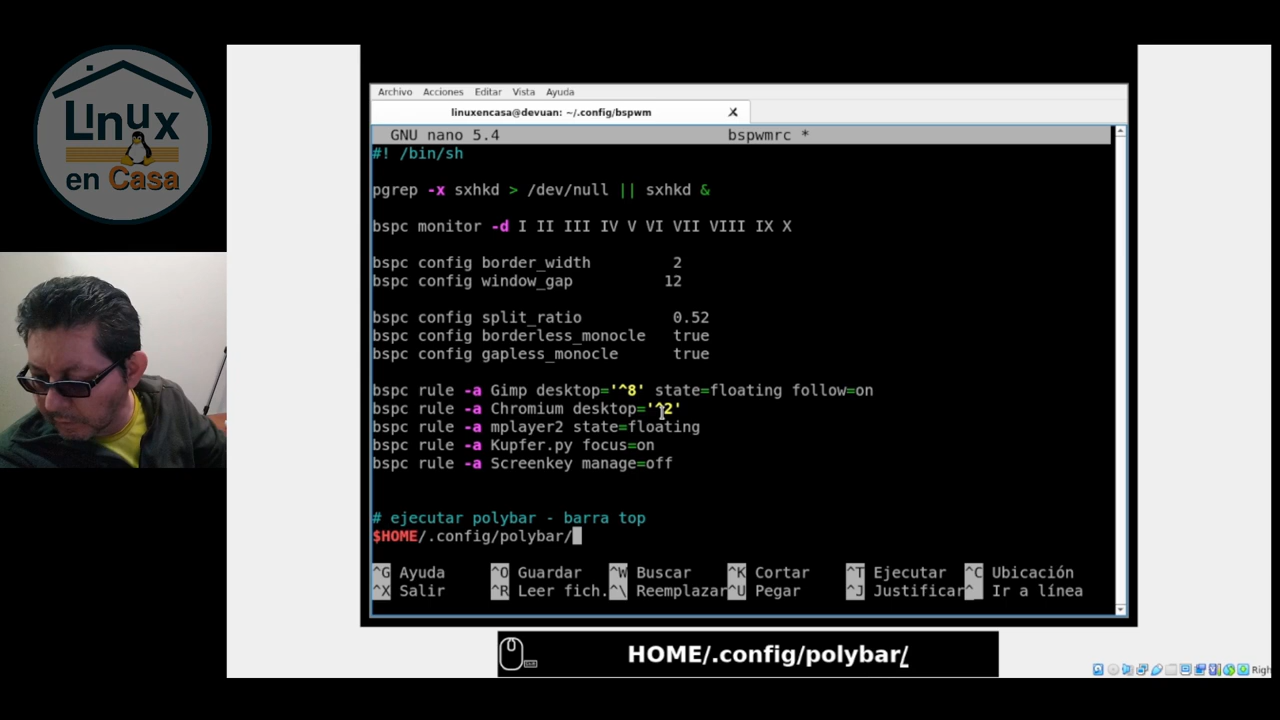 Linux
en Casa
Archivo Acciones Editar Vista Ayuda
linuxencasa@devuan: ~/.config/bspwm X
GNU nano 5.4 bspwmrc *
#! /bin/sh
pgrep -x sxhkd > /dev/null || sxhkd &
bspc monitor -d I II III IV V VI VII VIII IX X
bspc config border_width 2
bspc config window_gap 12
bspc config split_ratio 0.52
bspc config borderless_monocle true
bspc config gapless_monocle true
bspc rule -a Gimp desktop='^8' state=floating follow=on
bspc rule -a Chromium desktop='^2'
bspc rule -a mplayer2 state=floating
bspc rule -a Kupfer.py focus=on
bspc rule -a Screenkey manage=off
# ejecutar polybar - barra top
$HOME/.config/polybar/
^G Ayuda ^O Guardar ^W Buscar ^K Cortar ^T Ejecutar ^C Ubicación
^X Salir ^R Leer fich. ^\ Reemplazar ^U Pegar ^J Justificar ^_ Ir a línea
HOME/.config/polybar/
Righ